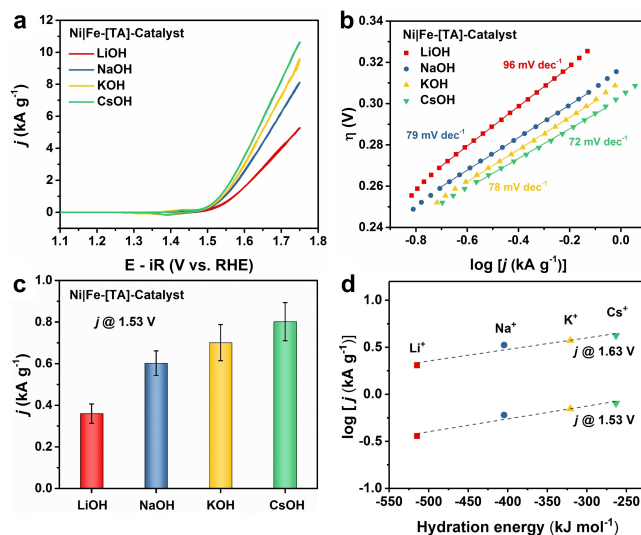 a
Ni|Fe-[TA]-Catalyst
LiOH
NaOH
KOH
CsOH
j (kA g⁻¹)
12
10
8
6
4
2
0
1.1 1.2 1.3 1.4 1.5 1.6 1.7 1.8
E - iR (V vs. RHE)
b
Ni|Fe-[TA]-Catalyst
LiOH
NaOH
KOH
CsOH
96 mV dec⁻¹
79 mV dec⁻¹
72 mV dec⁻¹
78 mV dec⁻¹
η (V)
0.32
0.30
0.28
0.26
0.24
-1.0 -0.8 -0.6 -0.4 -0.2 0.0
log [j (kA g⁻¹)]
c
Ni|Fe-[TA]-Catalyst
j @ 1.53 V
j (kA g⁻¹)
1.0
0.8
0.6
0.4
0.2
0.0
LiOH NaOH KOH CsOH
d
Li⁺
Na⁺
K⁺
Cs⁺
j @ 1.63 V
j @ 1.53 V
log [ j (kA g⁻¹)]
1.0
0.5
0.0
-0.5
-1.0
-550 -500 -450 -400 -350 -300 -250
Hydration energy (kJ mol⁻¹)